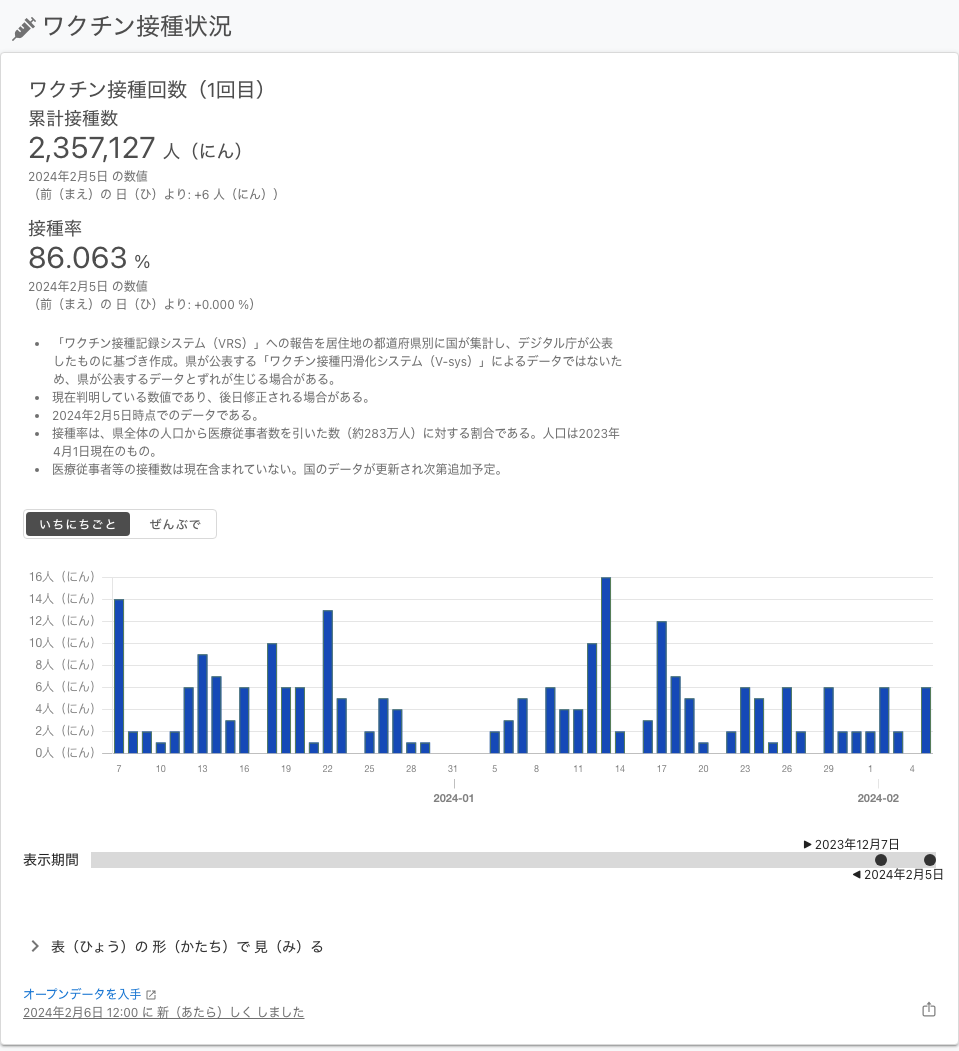 ワクチン接種状況
ワクチン接種回数（1回目）
累計接種数
2,357,127 人（にん）
2024年2月5日 の数値
（前（まえ）の 日（ひ）より: +6 人（にん））
接種率
86.063 %
2024年2月5日 の数値
（前（まえ）の 日（ひ）より: +0.000 %）
• 「ワクチン接種記録システム（VRS）」への報告を居住地の都道府県別に国が集計し、デジタル庁が公表
したものに基づき作成。県が公表する「ワクチン接種円滑化システム（V-sys）」によるデータではないた
め、県が公表するデータとずれが生じる場合がある。
• 現在判明している数値であり、後日修正される場合がある。
• 2024年2月5日時点でのデータである。
• 接種率は、県全体の人口から医療従事者数を引いた数（約283万人）に対する割合である。人口は2023年
4月1日現在のもの。
• 医療従事者等の接種数は現在含まれていない。国のデータが更新され次第追加予定。
いちにちごと ぜんぶで
16人（にん）
14人（にん）
12人（にん）
10人（にん）
8人（にん）
6人（にん）
4人（にん）
2人（にん）
0人（にん）
7 10 13 16 19 22 25 28 31 5 8 11 14 17 20 23 26 29 1 4
2024-01 2024-02
▶ 2023年12月7日
表示期間
◀ 2024年2月5日
表（ひょう）の 形（かたち）で 見（み）る
オープンデータを入手
2024年2月6日 12:00 に 新（あたら）しく しました